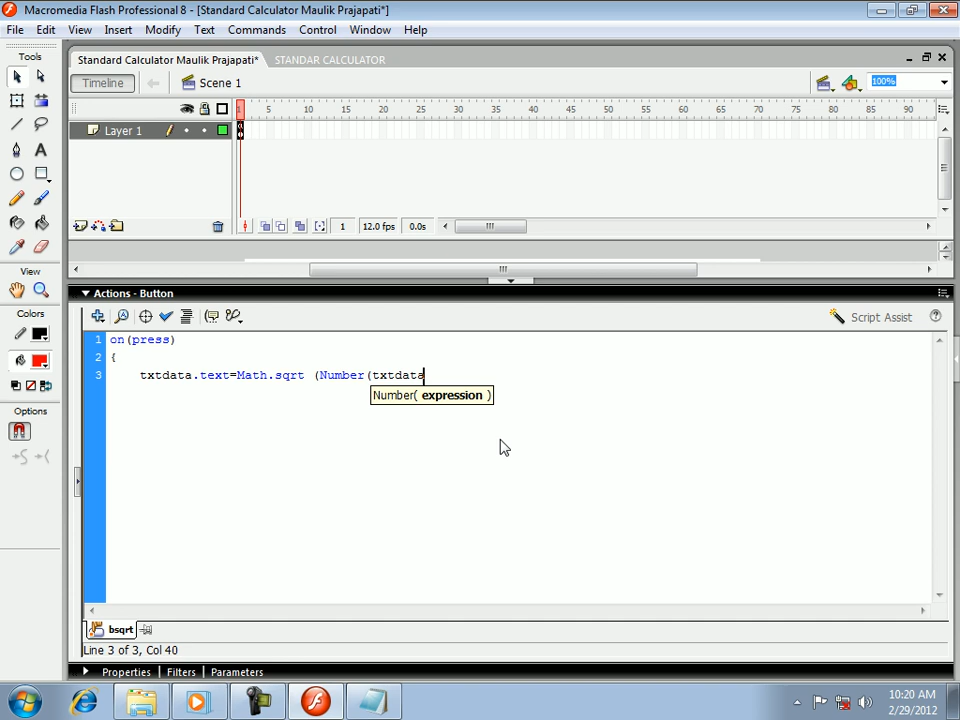 Macromedia Flash Professional 8 - [Standard Calculator Maulik Prajapati*]
File Edit View Insert Modify Text Commands Control Window Help
Tools
Standard Calculator Maulik Prajapati* STANDAR CALCULATOR
Timeline Scene 1 100%
1 5 10 15 20 25 30 35 40 45 50 55 60 65 70 75 80 85 90
Layer 1
1 12.0 fps 0.0s
View
Colors
Options
Actions - Button
Script Assist
1 on(press)
2 {
3 txtdata.text=Math.sqrt (Number(txtdata
Number( expression )
bsqrt
Line 3 of 3, Col 40
Properties Filters Parameters
10:20 AM
2/29/2012